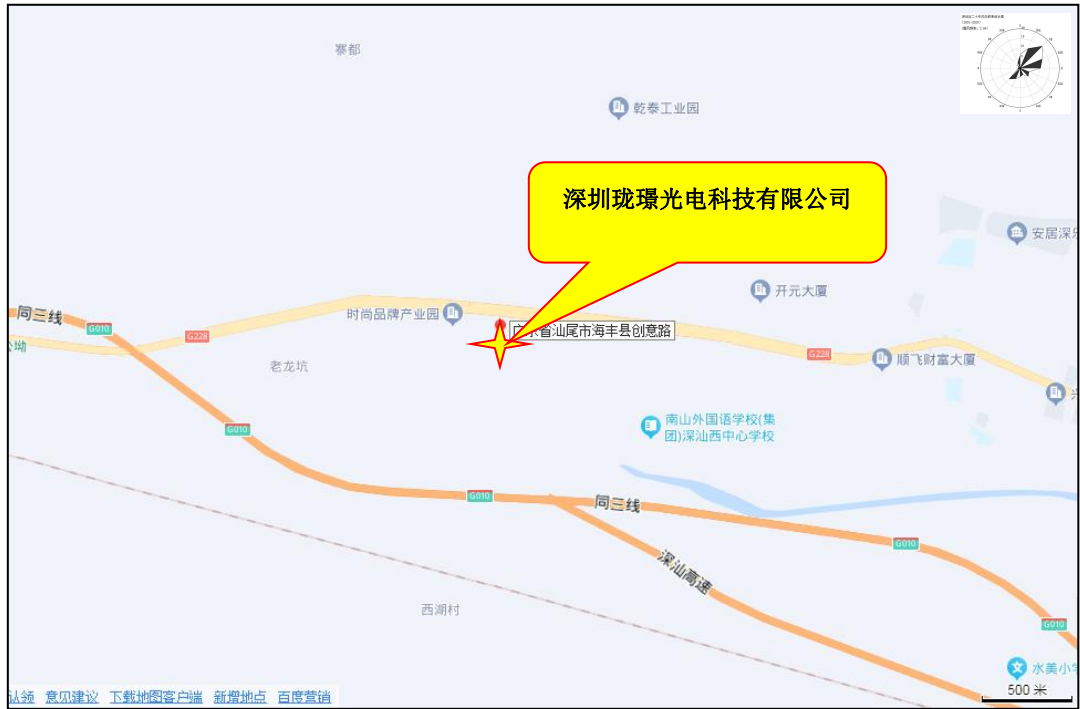 寨都
乾泰工业园
深圳珑璟光电科技有限公司
安居深
开元大厦
同三线
G010
时尚品牌产业园
G228
广东省汕尾市海丰县创意路
老龙坑
G228
顺飞财富大厦
G010
南山外国语学校(集
团)深汕西中心学校
G010
同三线
G010
深汕高速
西湖村
G010
水美小
认领 意见建议 下载地图客户端 新增地点 百度营销
500 米